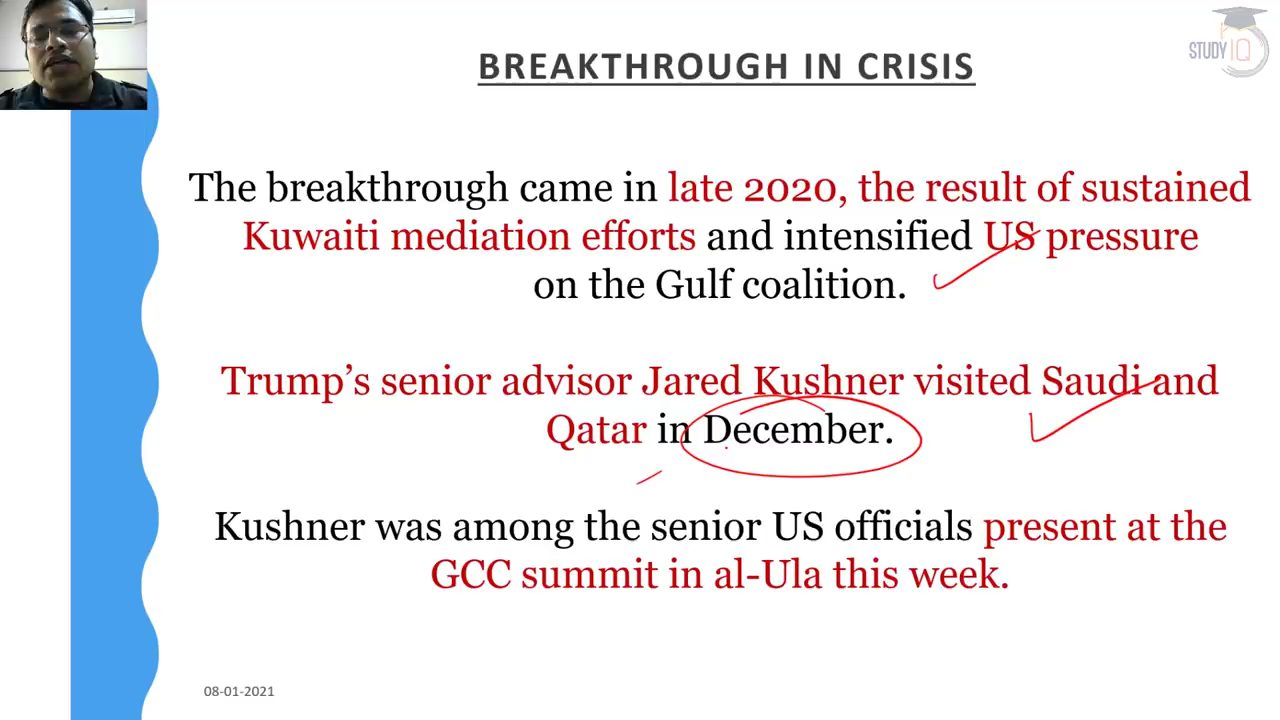 BREAKTHROUGH IN CRISIS
STUDY IQ
The breakthrough came in late 2020, the result of sustained
Kuwaiti mediation efforts and intensified US pressure
on the Gulf coalition.
Trump’s senior advisor Jared Kushner visited Saudi and
Qatar in December.
Kushner was among the senior US officials present at the
GCC summit in al-Ula this week.
08-01-2021